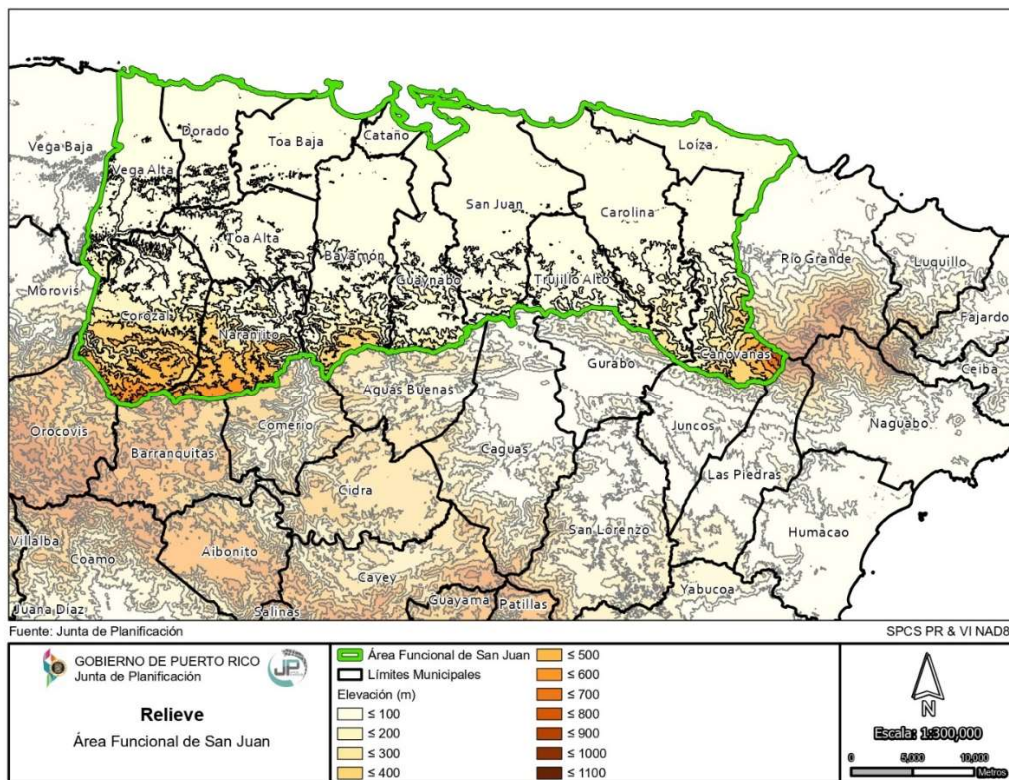 Dorado
Toa Baja
Cataño
Vega Baja
Loíza
Vega Alta
San Juan
Carolina
Toa Alta
Bayamón
Río Grande
Luquillo
Guaynabo
Trujillo Alto
Morovis
Corozal
Fajardo
Naranjito
Canóvanas
Gurabo
Ceiba
Aguas Buenas
Naguabo
Orocovis
Comerío
Barranquitas
Caguas
Juncos
Las Piedras
Cidra
San Lorenzo
Humacao
Villalba
Aibonito
Coamo
Cayey
Yabucoa
Juana Díaz
Salinas
Guayama
Patillas
Fuente: Junta de Planificación
SPCS PR & VI NAD8
GOBIERNO DE PUERTO RICO
Junta de Planificación
JP
Relieve
Área Funcional de San Juan
Área Funcional de San Juan
Límites Municipales
Elevación (m)
≤ 100
≤ 200
≤ 300
≤ 400
≤ 500
≤ 600
≤ 700
≤ 800
≤ 900
≤ 1000
≤ 1100
N
Escala: 1:300,000
0 5,000 10,000
Metros